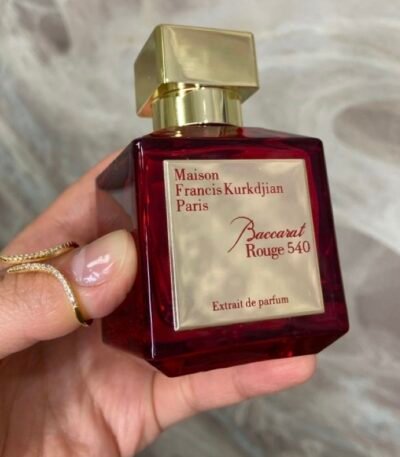 Maison
Francis Kurkdjian
Paris
Baccarat
Rouge 540
Extrait de parfum